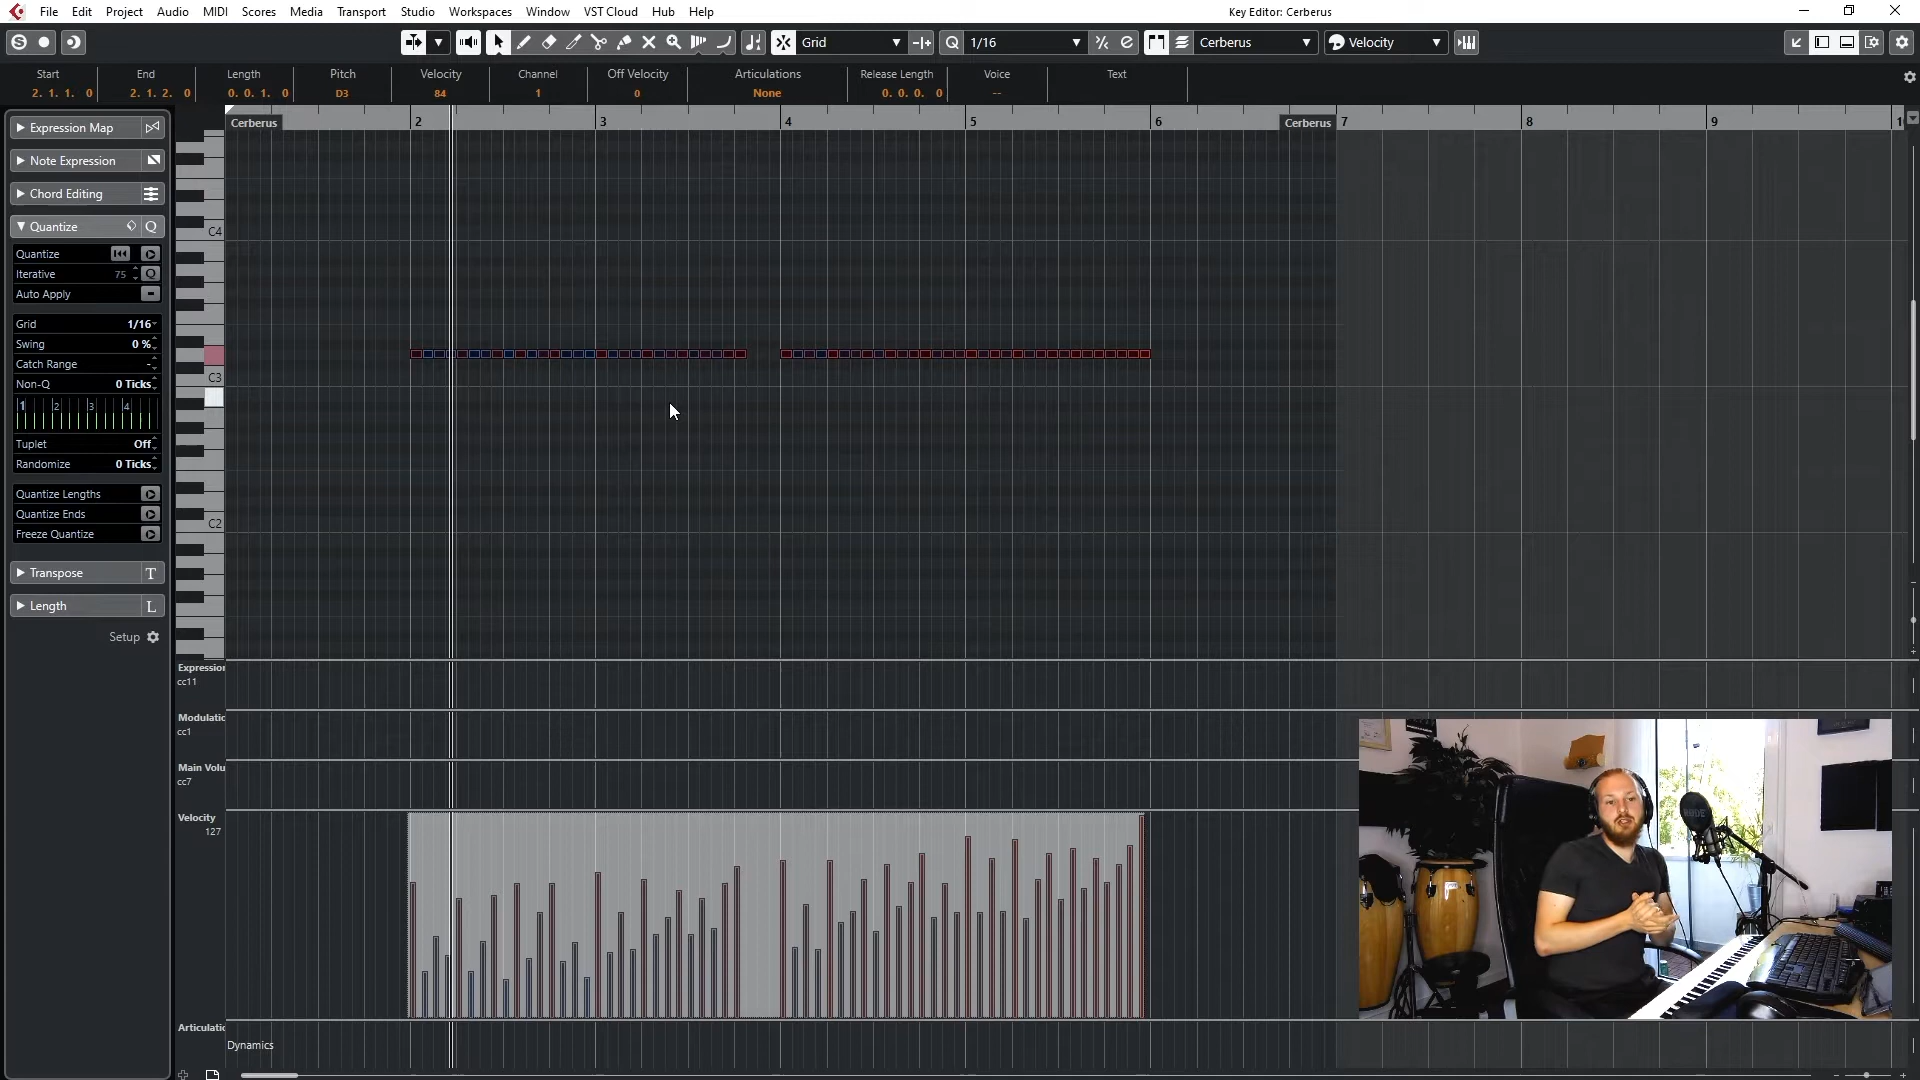 File Edit Project Audio MIDI Scores Media Transport Studio Workspaces Window VST Cloud Hub Help
Key Editor: Cerberus
Grid 1/16 Cerberus Velocity
Start End Length Pitch Velocity Channel Off Velocity Articulations Release Length Voice Text
2. 1. 1. 0 2. 1. 2. 0 0. 0. 1. 0 D3 84 1 0 None 0. 0. 0. 0 --
Cerberus 2 3 4 5 6 Cerberus 7 8 9
Expression Map
Note Expression
Chord Editing
Quantize
Quantize
Iterative 75
Auto Apply
Grid 1/16
Swing 0 %
Catch Range -
Non-Q 0 Ticks
1 2 3 4
Tuplet Off
Randomize 0 Ticks
Quantize Lengths
Quantize Ends
Freeze Quantize
Transpose T
Length L
Setup
C4
C3
C2
Expression
cc11
Modulatic
cc1
Main Volu
cc7
Velocity
127
Articulatic
Dynamics
RODE